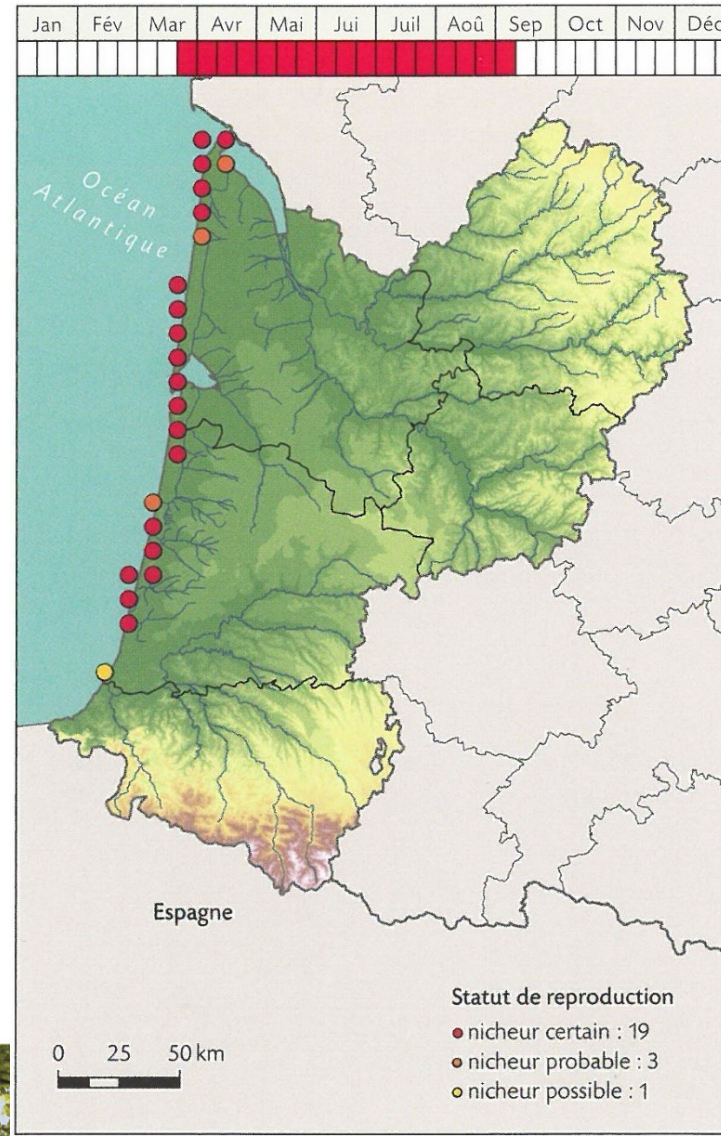 Jan Fév Mar Avr Mai Jui Juil Aoû Sep Oct Nov Déc
Océan
Atlantique
Espagne
Statut de reproduction
nicheur certain : 19
nicheur probable : 3
nicheur possible : 1
0 25 50 km